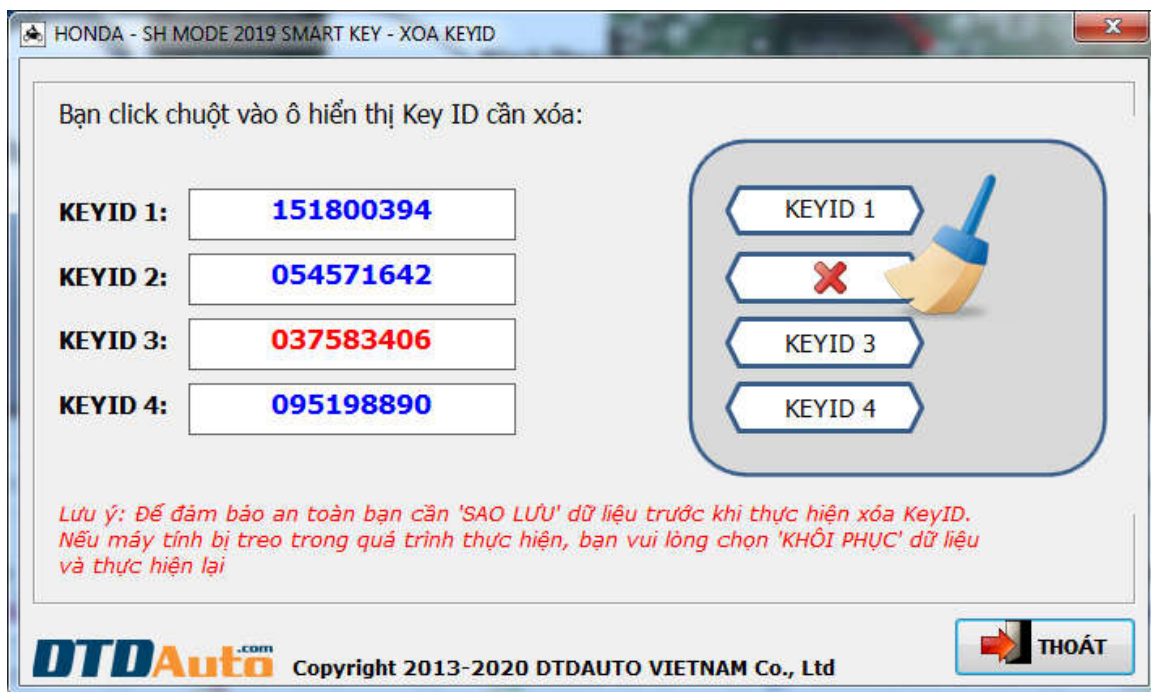 HONDA - SH MODE 2019 SMART KEY - XOA KEYID
Bạn click chuột vào ô hiển thị Key ID cần xóa:
KEYID 1: 151800394
KEYID 2: 054571642
KEYID 3: 037583406
KEYID 4: 095198890
KEYID 1
KEYID 3
KEYID 4
Lưu ý: Để đảm bảo an toàn bạn cần 'SAO LƯU' dữ liệu trước khi thực hiện xóa KeyID.
Nếu máy tính bị treo trong quá trình thực hiện, bạn vui lòng chọn 'KHÔI PHỤC' dữ liệu
và thực hiện lại
DTDAuto.com
Copyright 2013-2020 DTDAUTO VIETNAM Co., Ltd
THOÁT